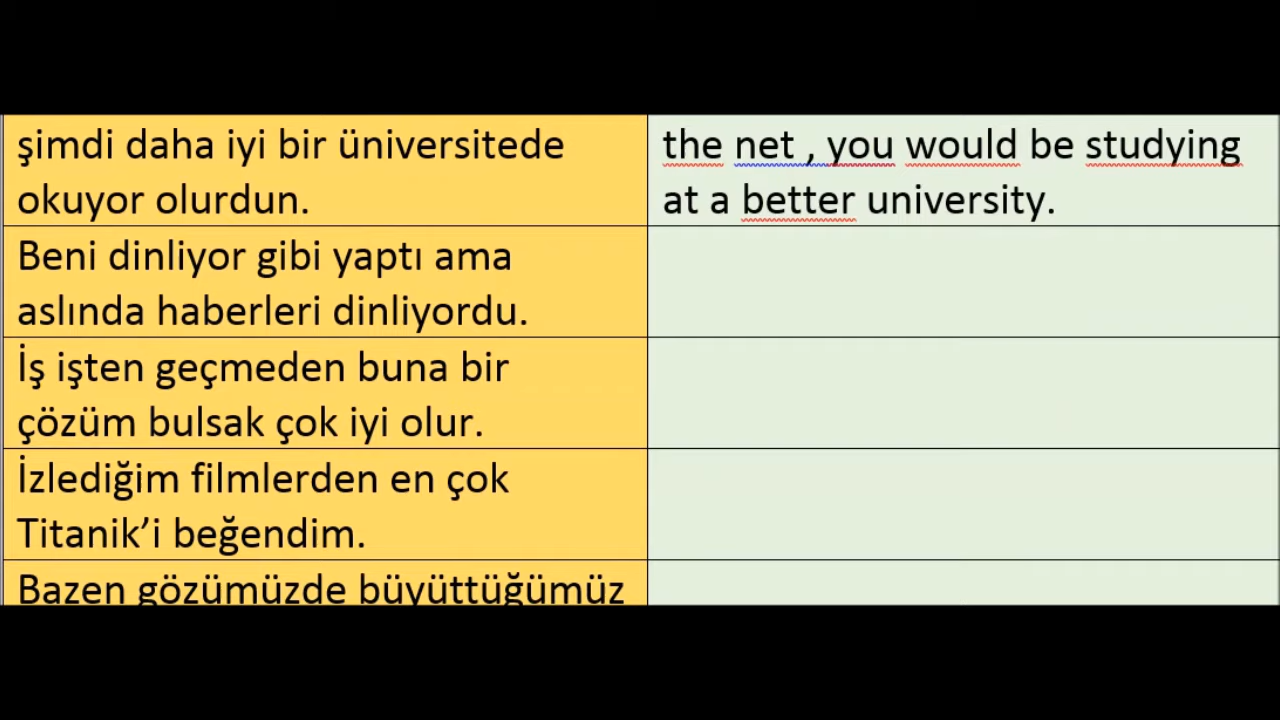 şimdi daha iyi bir üniversitede
okuyor olurdun.
the net , you would be studying
at a better university.
Beni dinliyor gibi yaptı ama
aslında haberleri dinliyordu.
İş işten geçmeden buna bir
çözüm bulsak çok iyi olur.
İzlediğim filmlerden en çok
Titanik’i beğendim.
Bazen gözümüzde büyüttüğümüz